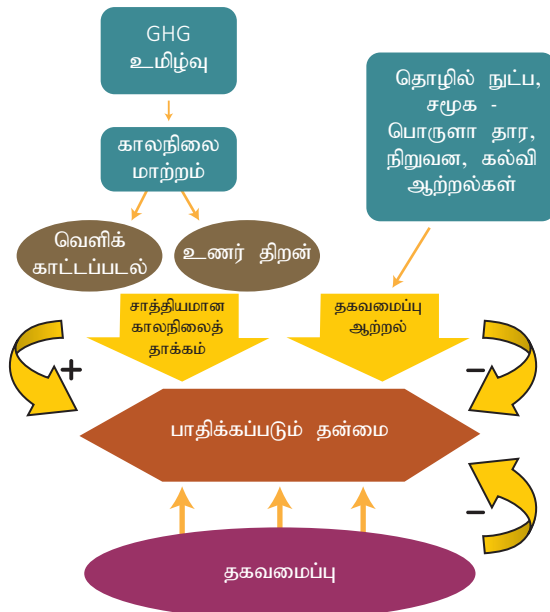 GHG
உமிழ்வு
காலநிலை
மாற்றம்
தொழில் நுட்ப,
சமூக -
பொருளா தார,
நிறுவன, கல்வி
ஆற்றல்கள்
வெளிக்
காட்டப்படல்
உணர் திறன்
சாத்தியமான
காலநிலைத்
தாக்கம்
தகவமைப்பு
ஆற்றல்
+
–
பாதிக்கப்படும் தன்மை
–
தகவமைப்பு